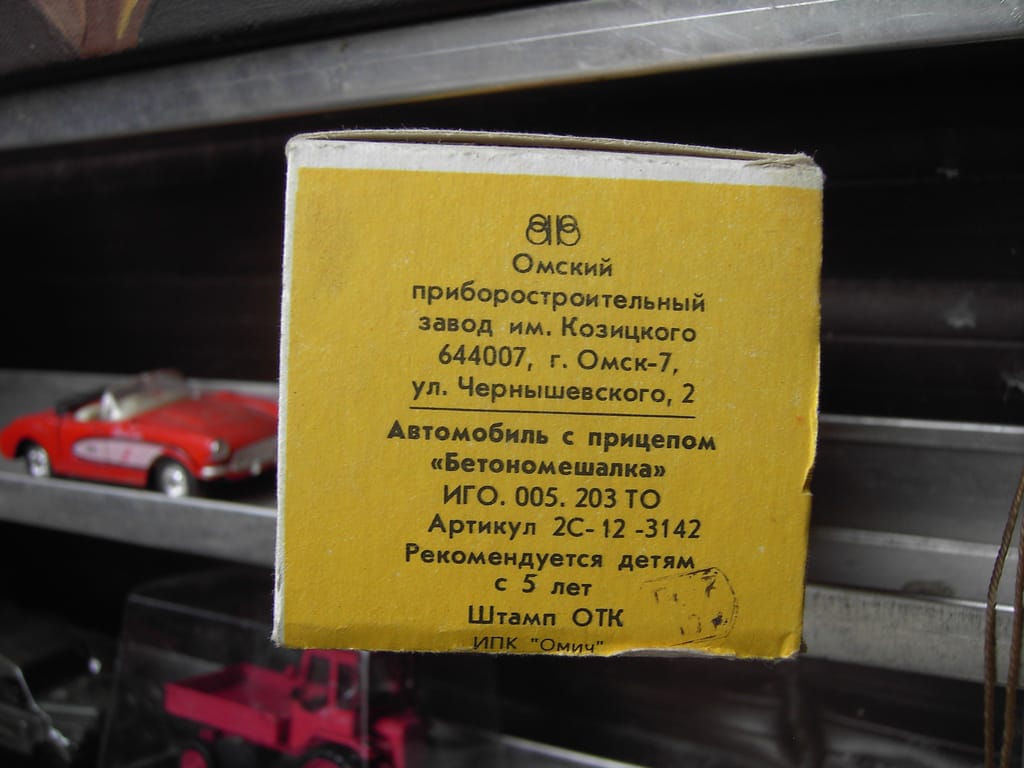 Омский
приборостроительный
завод им. Козицкого
644007, г. Омск-7,
ул. Чернышевского, 2
Автомобиль с прицепом
«Бетономешалка»
ИГО. 005. 203 ТО
Артикул 2С-12-3142
Рекомендуется детям
с 5 лет
Штамп ОТК
ИПК "Омич"